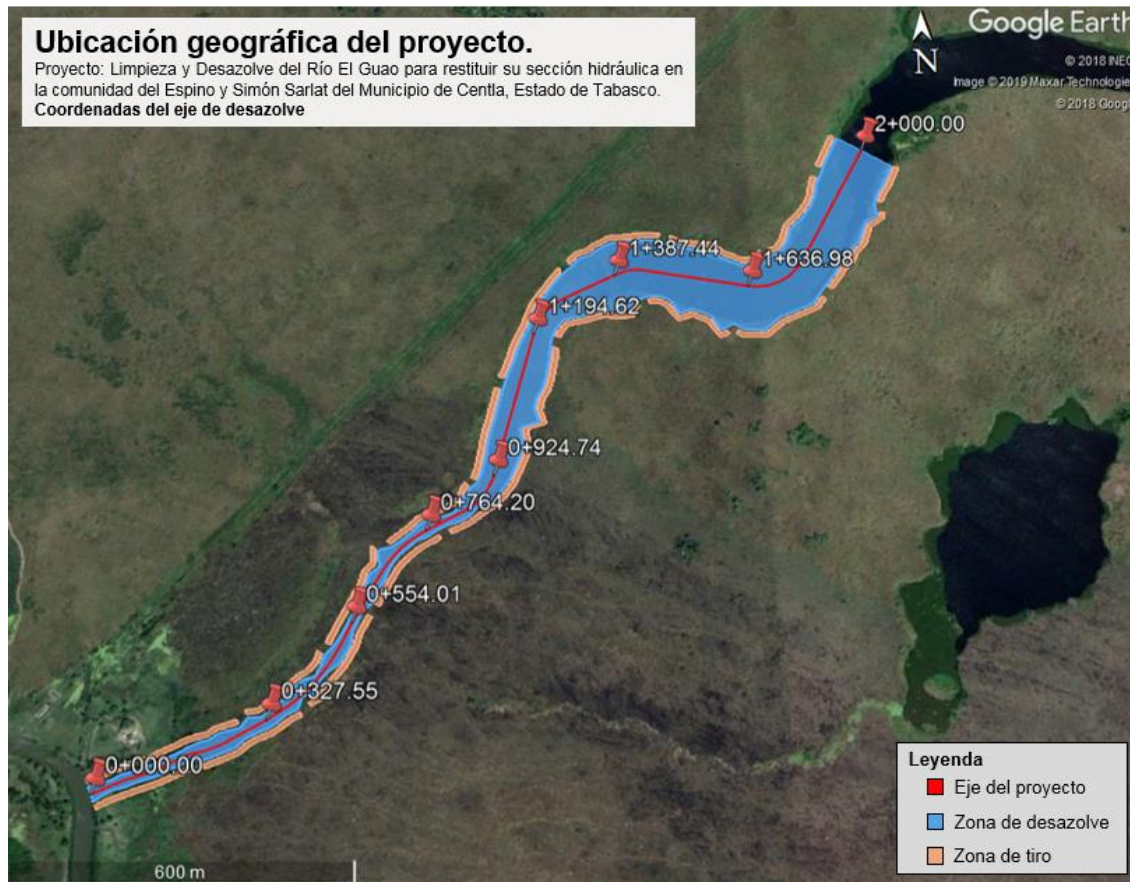 Ubicación geográfica del proyecto.
Proyecto: Limpieza y Desazolve del Río El Guao para restituir su sección hidráulica en
la comunidad del Espino y Simón Sarlat del Municipio de Centla, Estado de Tabasco.
Coordenadas del eje de desazolve
Google Earth
N
© 2018 INEG
Image © 2019 Maxar Technologie
© 2018 Googl
2+000.00
1+387.44
1+636.98
1+194.62
0+924.74
0+764.20
0+554.01
0+327.55
0+000.00
Leyenda
Eje del proyecto
Zona de desazolve
Zona de tiro
600 m